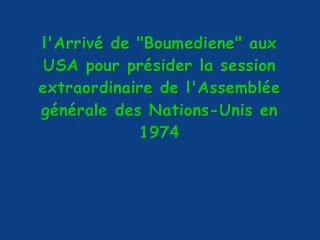 l'Arrivé de "Boumediene" aux
USA pour présider la session
extraordinaire de l'Assemblée
générale des Nations-Unis en
1974